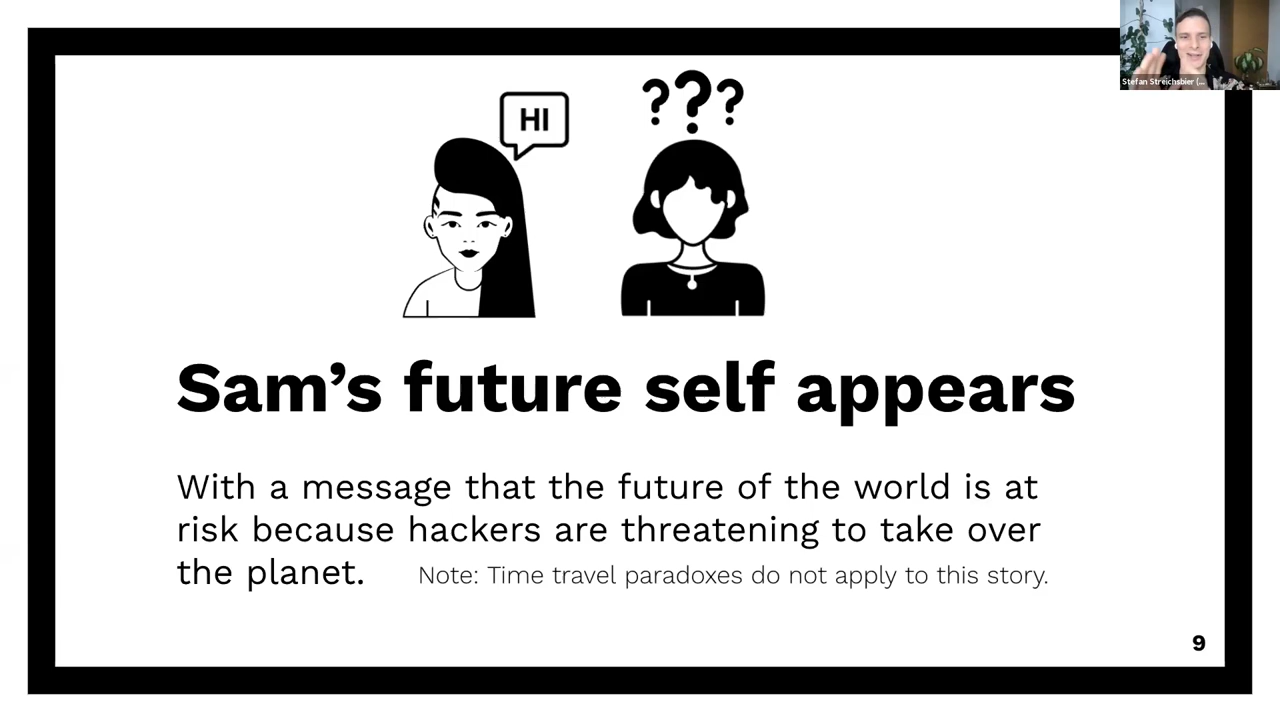 Stefan Streichsbier (...
HI
???
Sam’s future self appears
With a message that the future of the world is at
risk because hackers are threatening to take over
the planet. Note: Time travel paradoxes do not apply to this story.
9